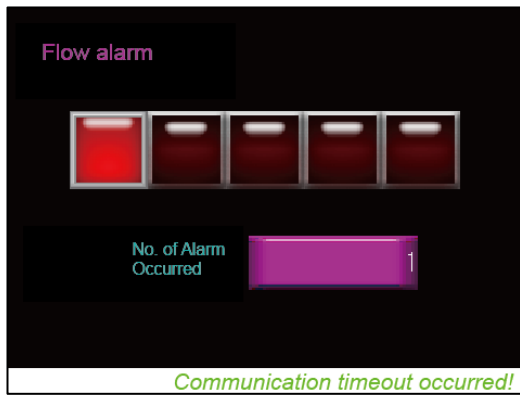 Flow alarm
No. of Alarm
Occurred
1
Communication timeout occurred!